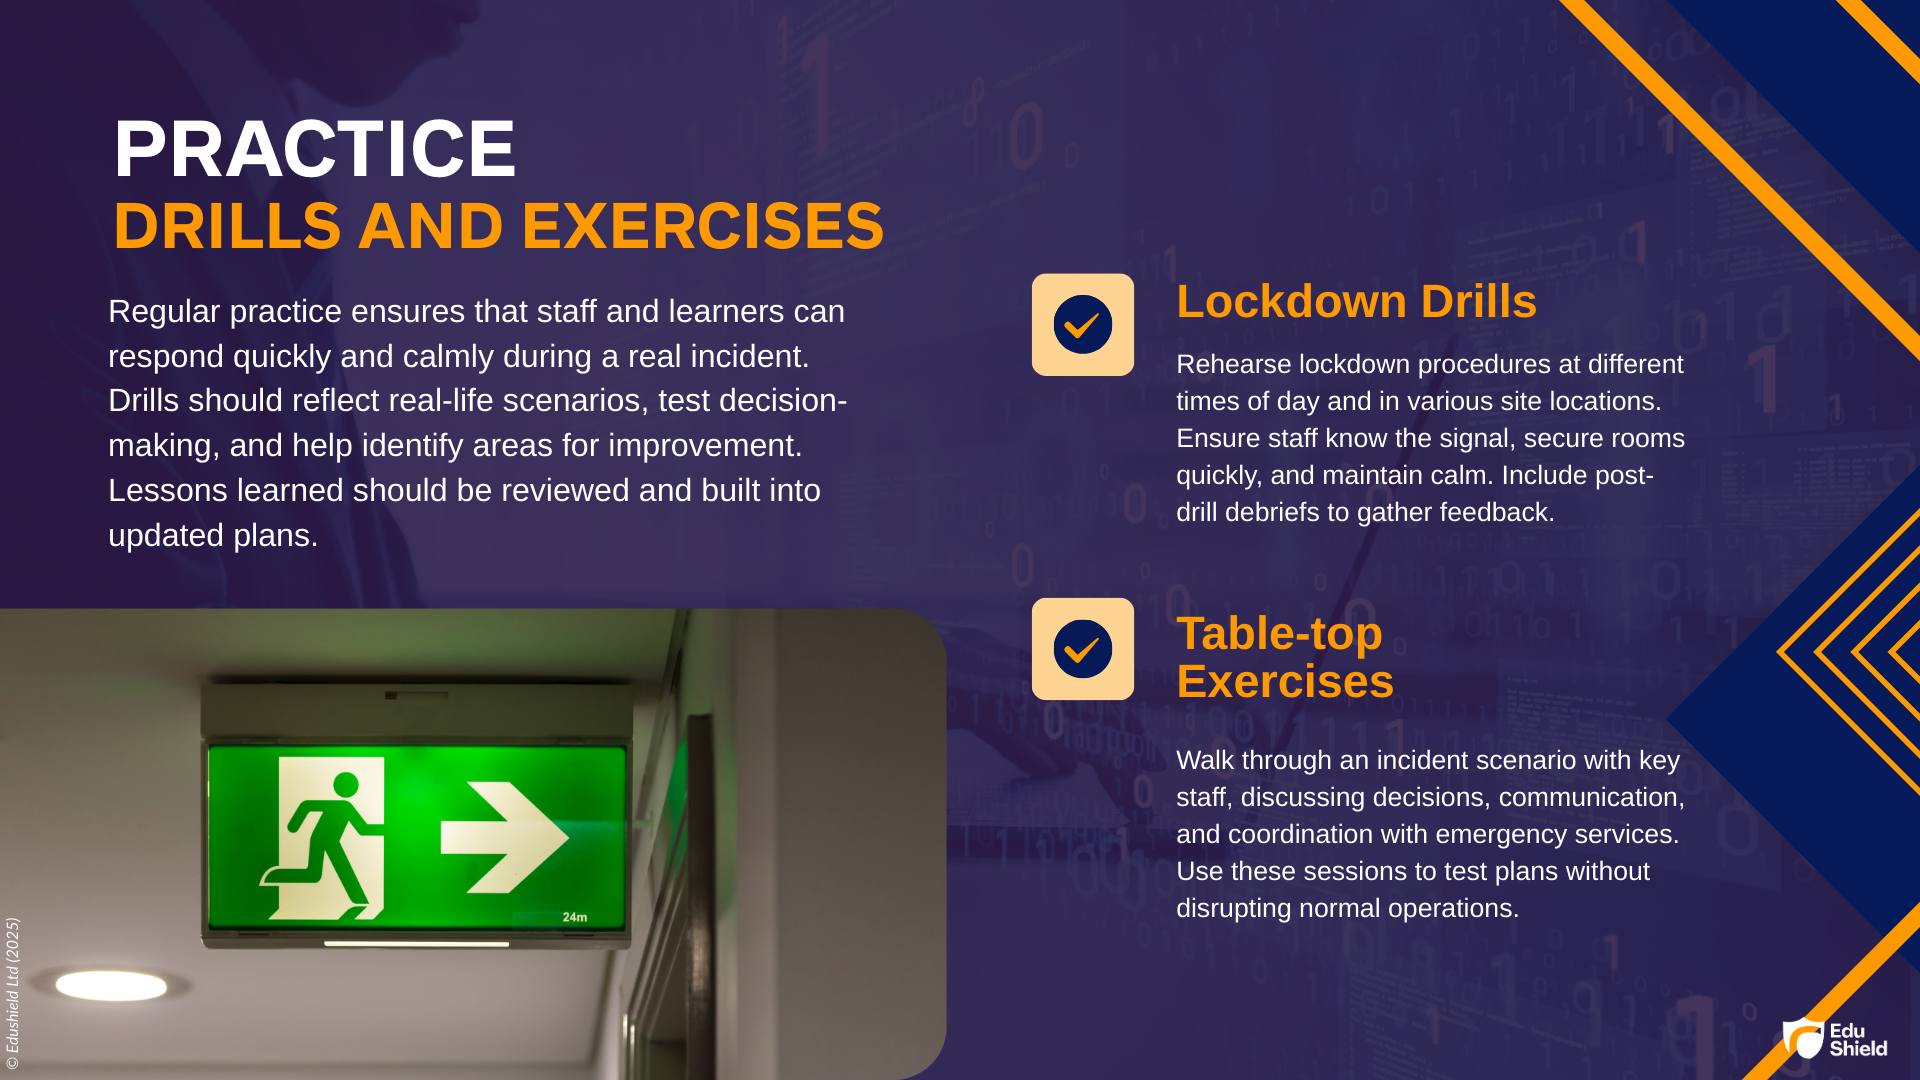 PRACTICE
DRILLS AND EXERCISES
Regular practice ensures that staff and learners can
respond quickly and calmly during a real incident.
Drills should reflect real-life scenarios, test decision-
making, and help identify areas for improvement.
Lessons learned should be reviewed and built into
updated plans.
Lockdown Drills
Rehearse lockdown procedures at different
times of day and in various site locations.
Ensure staff know the signal, secure rooms
quickly, and maintain calm. Include post-
drill debriefs to gather feedback.
Table-top
Exercises
Walk through an incident scenario with key
staff, discussing decisions, communication,
and coordination with emergency services.
Use these sessions to test plans without
disrupting normal operations.
24m
© Edushield Ltd (2025)
Edu
Shield